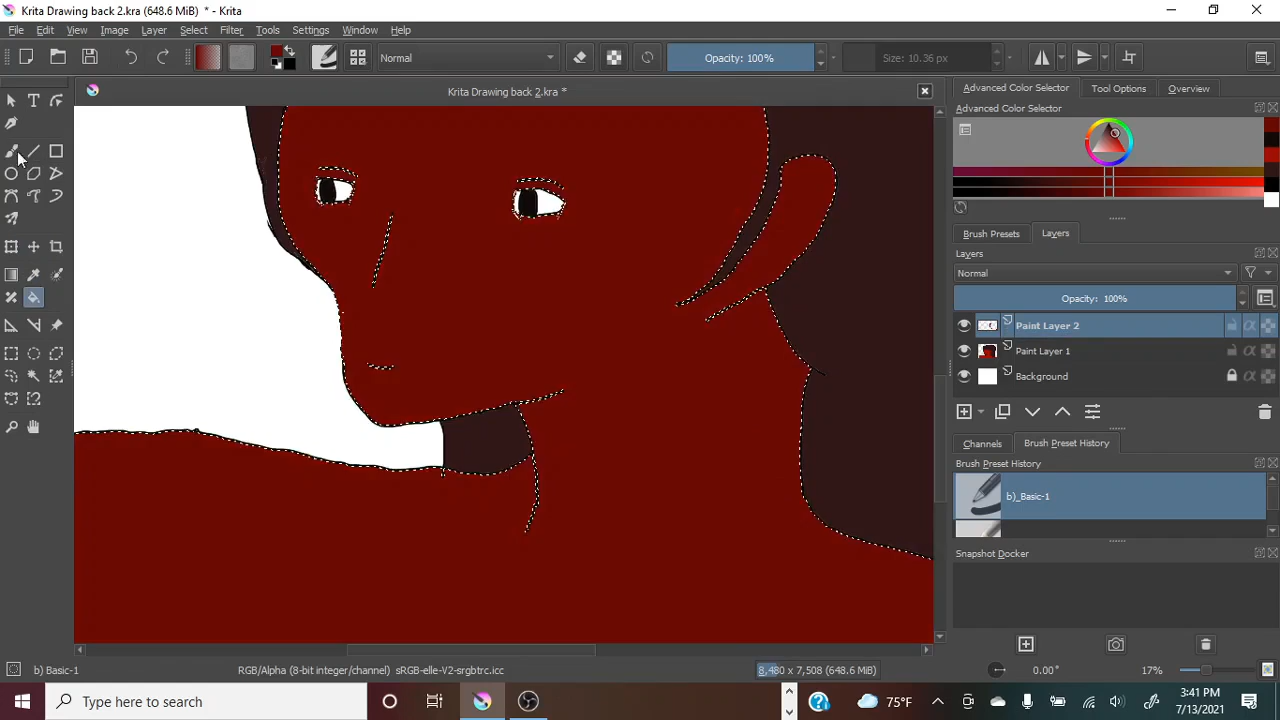 Krita Drawing back 2.kra (648.6 MiB) * - Krita
File Edit View Image Layer Select Filter Tools Settings Window Help
Normal Opacity: 100% Size: 10.36 px
Krita Drawing back 2.kra *
Advanced Color Selector Tool Options Overview
Advanced Color Selector
Brush Presets Layers
Layers
Normal
Opacity: 100%
Paint Layer 2
Paint Layer 1
Background
Channels Brush Preset History
Brush Preset History
b)_Basic-1
Snapshot Docker
b) Basic-1 RGB/Alpha (8-bit integer/channel) sRGB-elle-V2-srgbtrc.icc 8,480 x 7,508 (648.6 MiB) 0.00° 17%
Type here to search
75°F
3:41 PM
7/13/2021